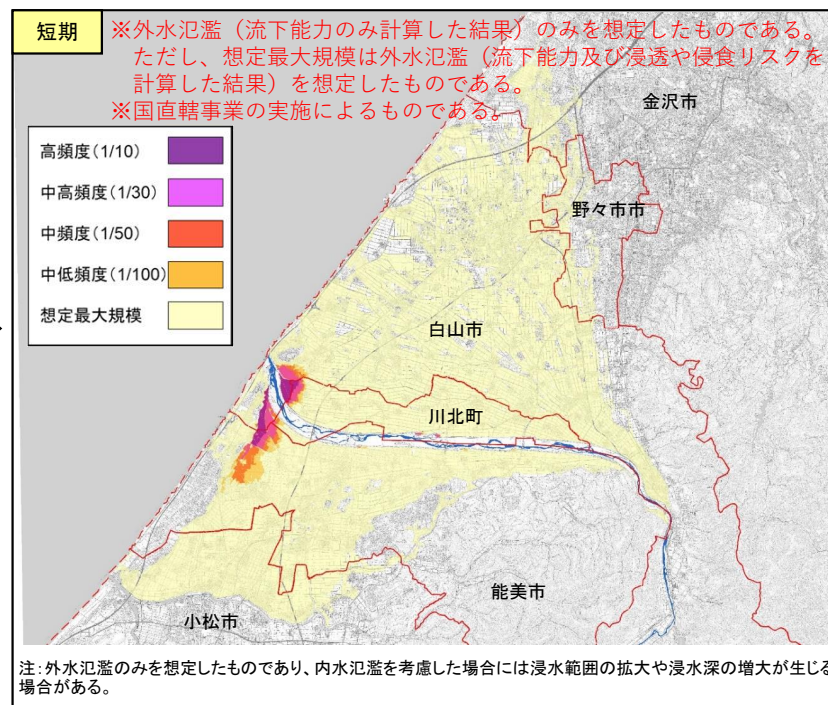 短期
※外水氾濫（流下能力のみ計算した結果）のみを想定したものである。
ただし、想定最大規模は外水氾濫（流下能力及び浸透や侵食リスクを
計算した結果）を想定したものである。
※国直轄事業の実施によるものである。
金沢市
高頻度(1/10)
中高頻度(1/30)
中頻度(1/50)
中低頻度(1/100)
想定最大規模
野々市市
白山市
川北町
能美市
小松市
注:外水氾濫のみを想定したものであり、内水氾濫を考慮した場合には浸水範囲の拡大や浸水深の増大が生じる
場合がある。